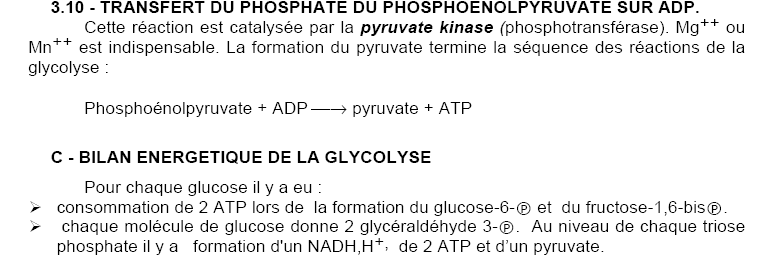 3.10 - TRANSFERT DU PHOSPHATE DU PHOSPHOENOLPYRUVATE SUR ADP.
Cette réaction est catalysée par la pyruvate kinase (phosphotransférase). Mg++ ou
Mn++ est indispensable. La formation du pyruvate termine la séquence des réactions de la
glycolyse :
Phosphoénolpyruvate + ADP ⟶ pyruvate + ATP
C - BILAN ENERGETIQUE DE LA GLYCOLYSE
Pour chaque glucose il y a eu :
➢ consommation de 2 ATP lors de la formation du glucose-6-Ⓟ et du fructose-1,6-bisⓅ.
➢ chaque molécule de glucose donne 2 glycéraldéhyde 3-Ⓟ. Au niveau de chaque triose
phosphate il y a formation d'un NADH,H+, de 2 ATP et d'un pyruvate.